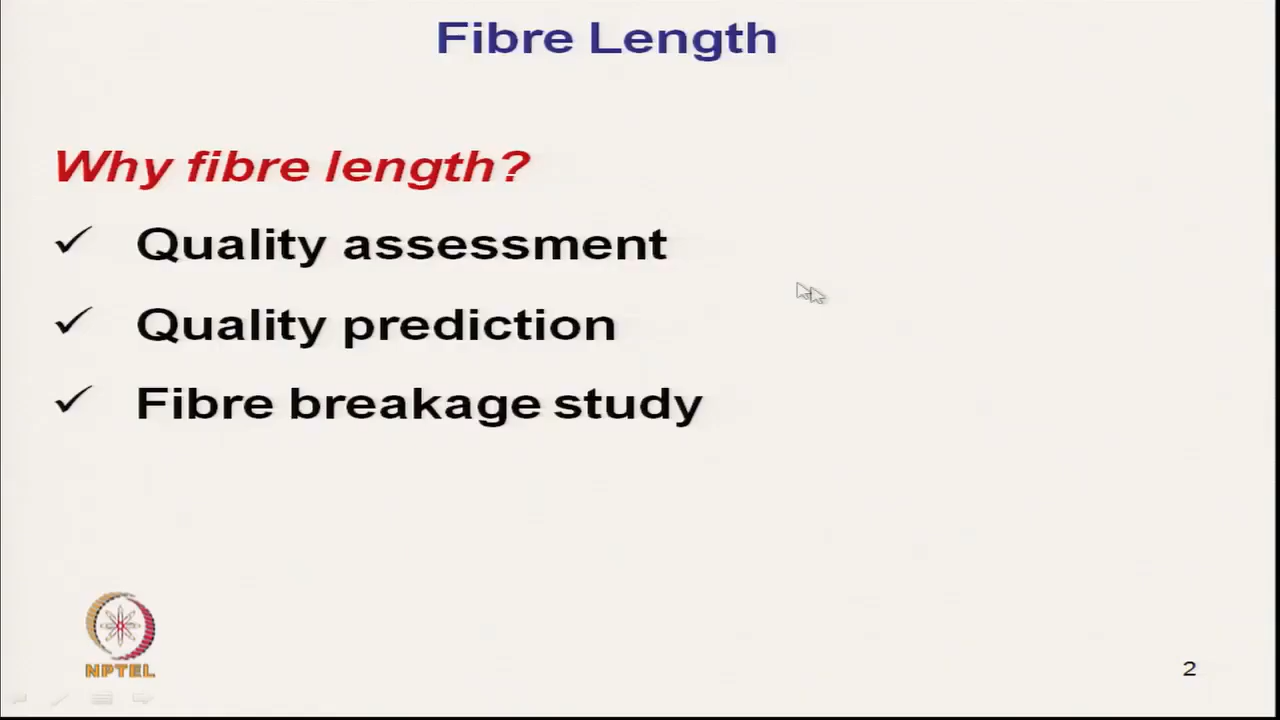 Fibre Length
Why fibre length?
✓ Quality assessment
✓ Quality prediction
✓ Fibre breakage study
NPTEL
2